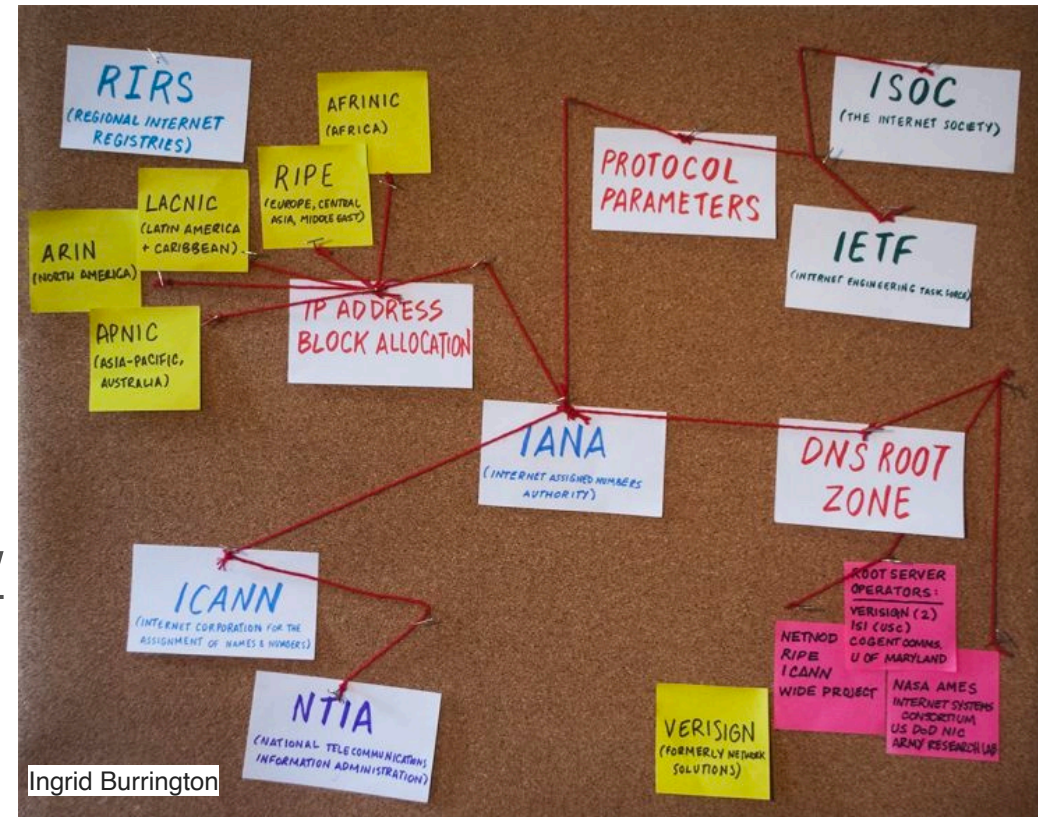 RIRS
(REGIONAL INTERNET
REGISTRIES)
AFRINIC
(AFRICA)
RIPE
(EUROPE, CENTRAL
ASIA, MIDDLE EAST)
LACNIC
(LATIN AMERICA
+ CARIBBEAN)
ARIN
(NORTH AMERICA)
APNIC
(ASIA-PACIFIC,
AUSTRALIA)
IP ADDRESS
BLOCK ALLOCATION
PROTOCOL
PARAMETERS
ISOC
(THE INTERNET SOCIETY)
IETF
(INTERNET ENGINEERING TASK FORCE)
IANA
(INTERNET ASSIGNED NUMBERS
AUTHORITY)
DNS ROOT
ZONE
ICANN
(INTERNET CORPORATION FOR THE
ASSIGNMENT OF NAMES & NUMBERS)
NTIA
(NATIONAL TELECOMMUNICATIONS
INFORMATION ADMINISTRATION)
VERISIGN
(FORMERLY NETWORK
SOLUTIONS)
ROOT SERVER
OPERATORS:
VERISIGN (2)
ISI (USC)
COGENT COMMS,
U OF MARYLAND
NETNOD
RIPE
ICANN
WIDE PROJECT
NASA AMES
INTERNET SYSTEMS
CONSORTIUM
US DOD NIC
ARMY RESEARCH LAB
Ingrid Burrington